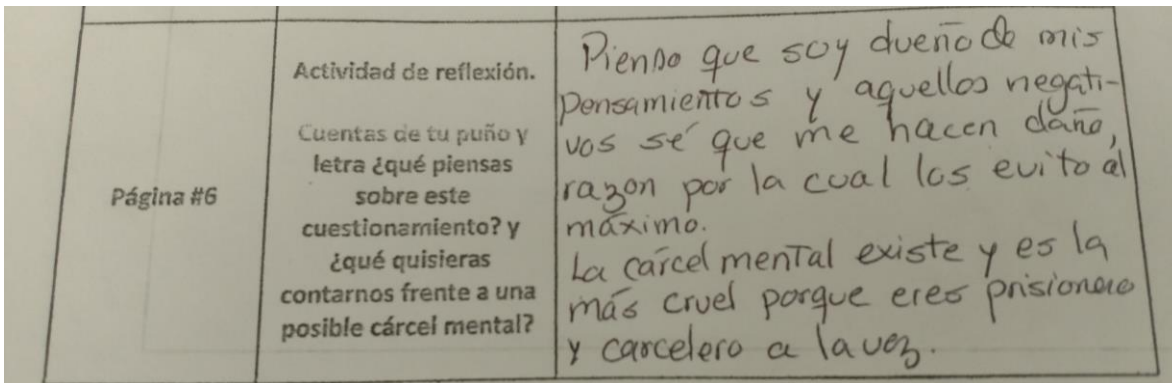 Página #6
Actividad de reflexión.
Cuentas de tu puño y
letra ¿qué piensas
sobre este
cuestionamiento? y
¿qué quisieras
contarnos frente a una
posible cárcel mental?
Pienso que soy dueño de mis
pensamientos y aquellos negati-
vos sé que me hacen daño,
razon por la cual los evito al
máximo.
La cárcel mental existe y es la
más cruel porque eres prisionero
y carcelero a la vez.